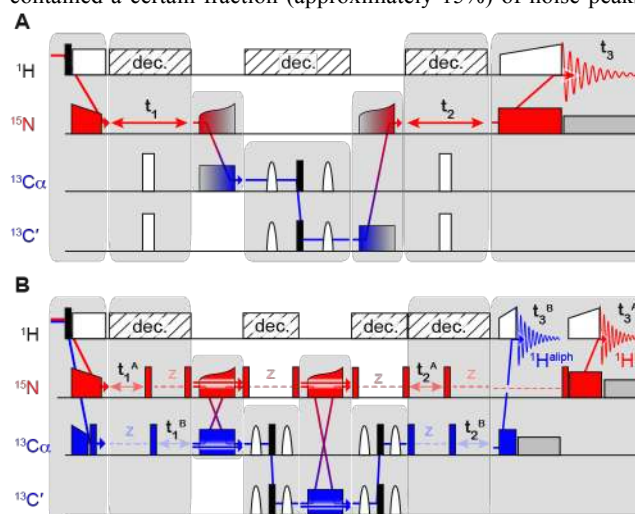 contained a certain fraction (approximately 15%) of noise peak
A
¹H dec. dec. dec. t₃
¹⁵N t₁ t₂
¹³Cα
¹³C′
B
t₃ᴮ t₃ᴬ
¹H dec. dec. dec. dec.
¹Hᵃˡⁱᵖʰ ¹H
t₁ᴬ z z z t₂ᴬ z
¹⁵N
¹³Cα z t₁ᴮ z t₂ᴮ
¹³C′